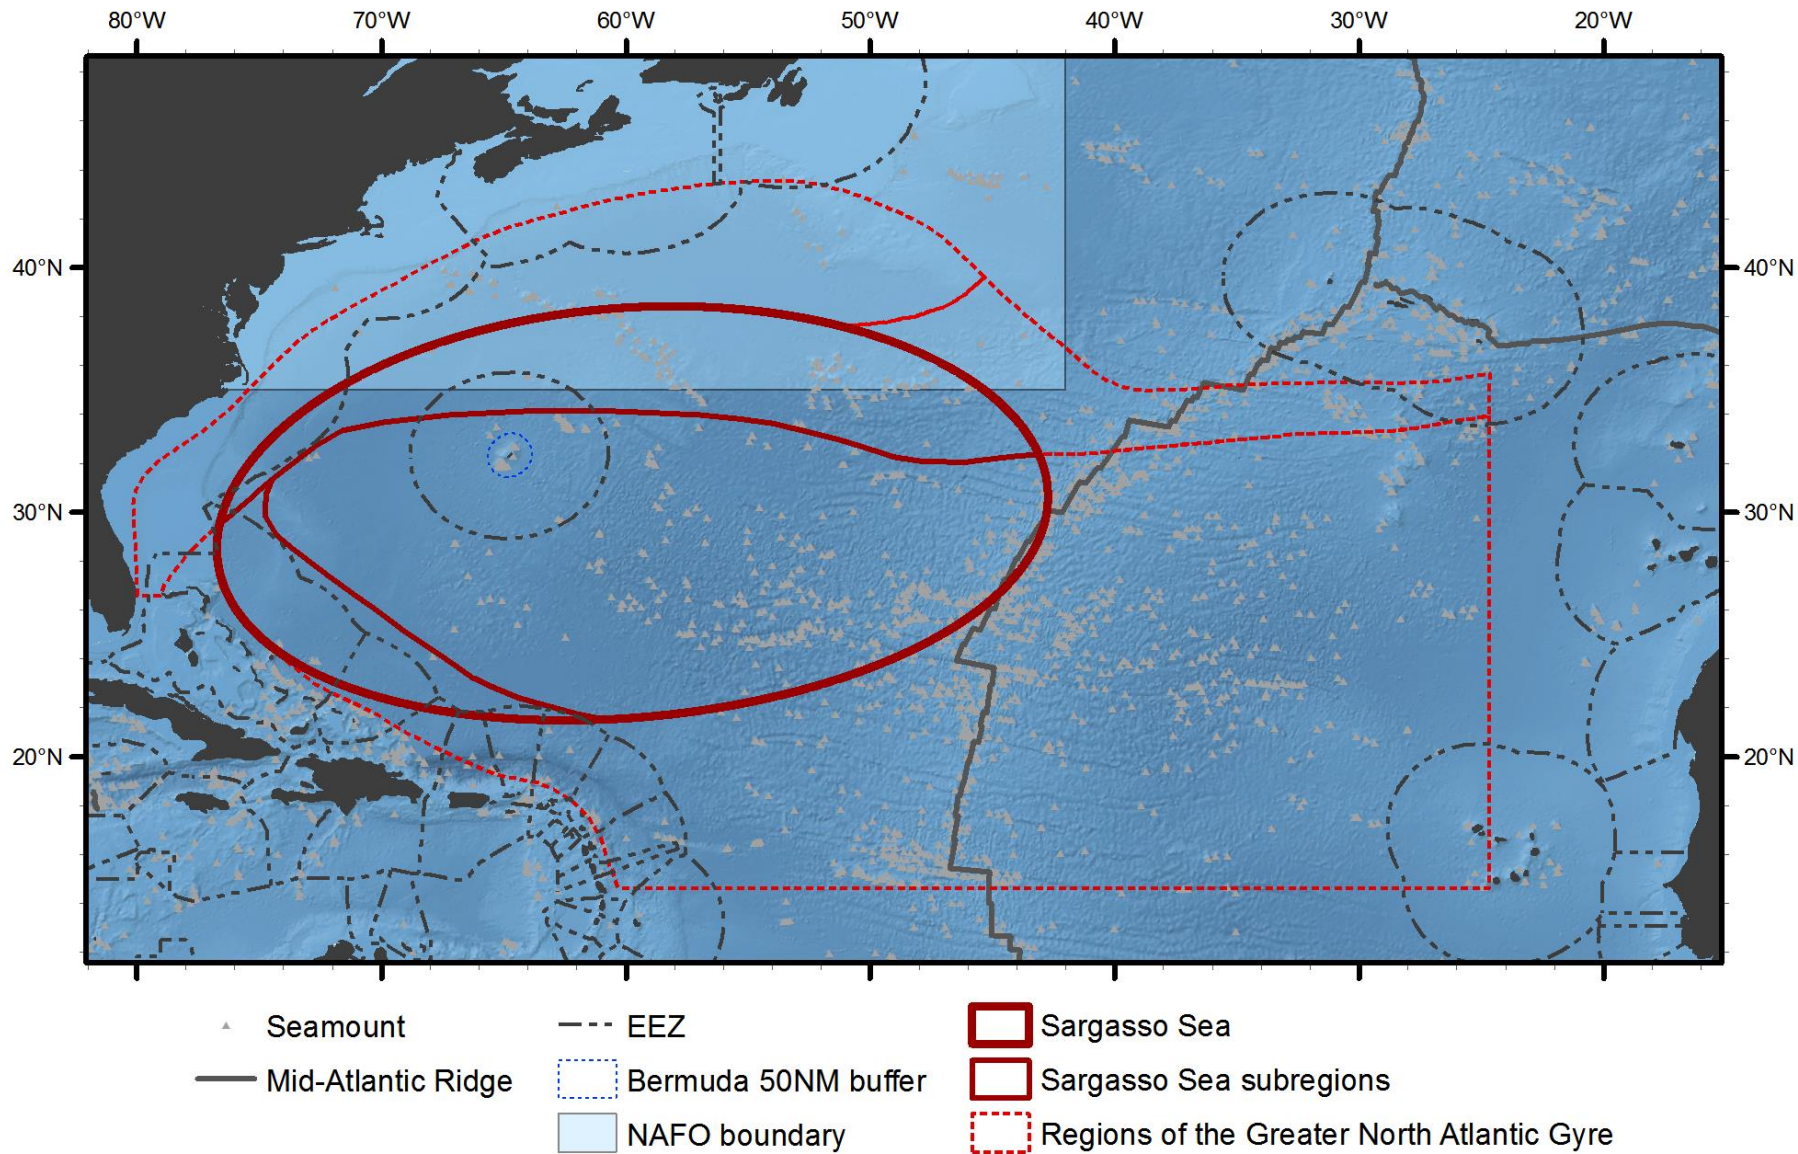 80°W 70°W 60°W 50°W 40°W 30°W 20°W
40°N 40°N
30°N 30°N
20°N 20°N
Seamount EEZ Sargasso Sea
Mid-Atlantic Ridge Bermuda 50NM buffer Sargasso Sea subregions
NAFO boundary Regions of the Greater North Atlantic Gyre